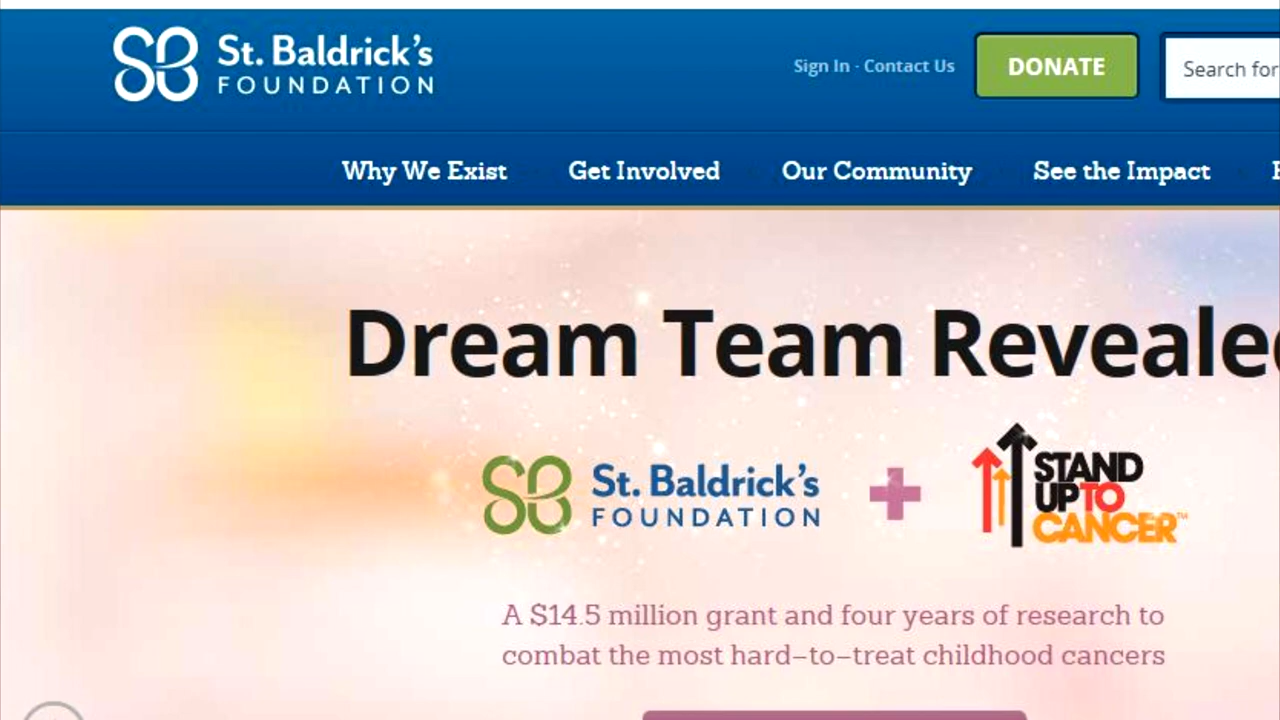 St. Baldrick's
FOUNDATION
Sign In · Contact Us
DONATE
Search for
Why We Exist
Get Involved
Our Community
See the Impact
Dream Team Reveale
St. Baldrick's
FOUNDATION
STAND
UP TO
CANCER™
A $14.5 million grant and four years of research to
combat the most hard–to–treat childhood cancers